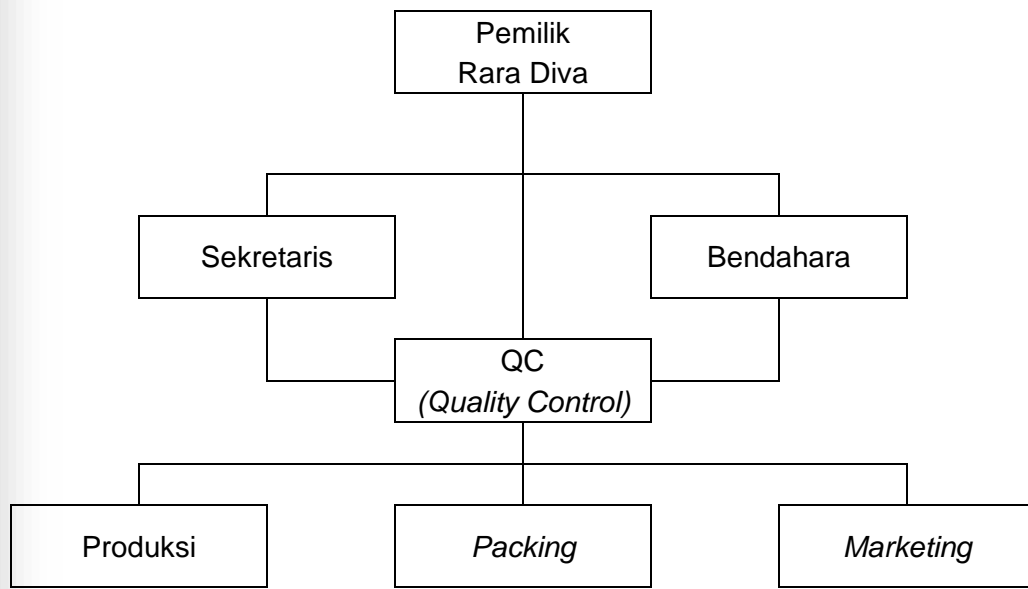 Pemilik
Rara Diva
Sekretaris
Bendahara
QC
(Quality Control)
Produksi
Packing
Marketing